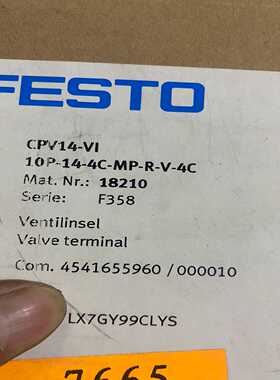 FESTO
CPV14-VI
10P-14-4C-MP-R-V-4C
Mat. Nr.: 18210
Serie: F358
Ventilinsel
Valve terminal
Com. 4541655960 /000010
LX7GY99CLYS
7665